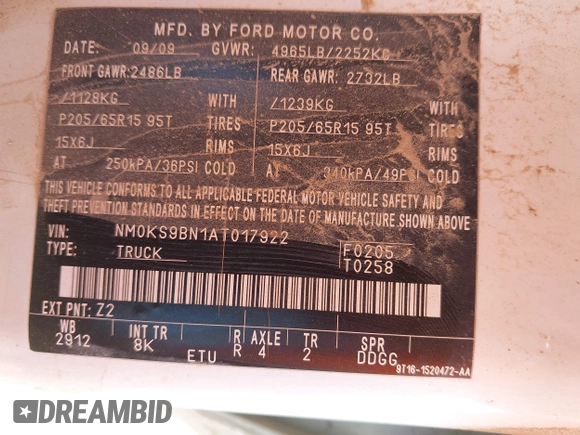 MFD. BY FORD MOTOR CO.
DATE: 09/09 GVWR: 4965LB/2252KG
FRONT GAWR: 2486LB REAR GAWR: 2732LB
/1128KG WITH /1239KG WITH
P205/65R15 95T TIRES P205/65R15 95T TIRES
15X6J RIMS 15X6J RIMS
AT 250kPA/36PSI COLD AT 340kPA/49PSI COLD
THIS VEHICLE CONFORMS TO ALL APPLICABLE FEDERAL MOTOR VEHICLE SAFETY AND
THEFT PREVENTION STANDARDS IN EFFECT ON THE DATE OF MANUFACTURE SHOWN ABOVE.
VIN: NM0KS9BN1AT017922 F0205
TYPE: TRUCK T0258
EXT PNT: Z2
WB INT TR R AXLE TR SPR
2912 8K ETU R 4 2 DDGG
9T16-1520472-AA
DREAMBID